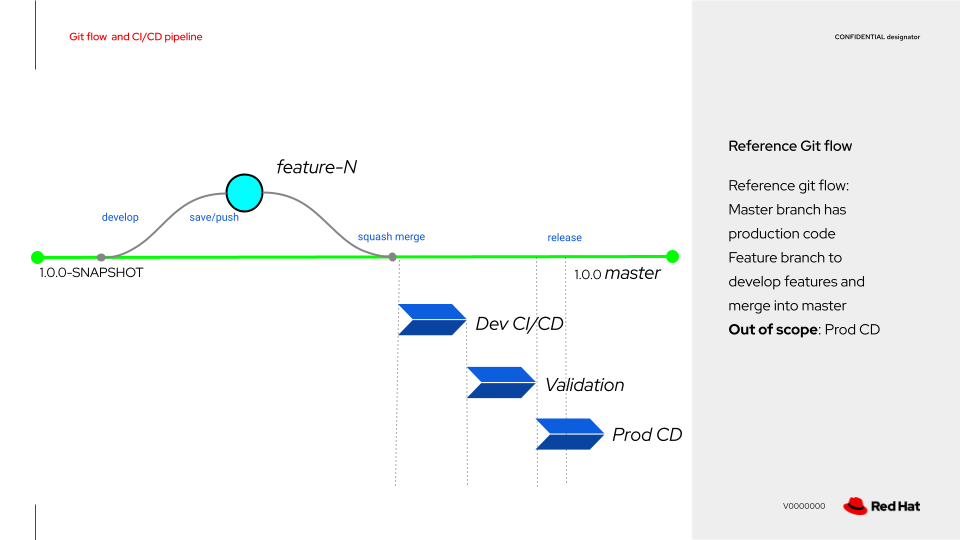 Git flow  and CI/CD pipeline
CONFIDENTIAL designator
feature-N
develop
save/push
squash merge
release
1.0.0-SNAPSHOT
1.0.0 master
Dev CI/CD
Validation
Prod CD
Reference Git flow
Reference git flow:
Master branch has
production code
Feature branch to
develop features and
merge into master
Out of scope: Prod CD
V0000000
Red Hat